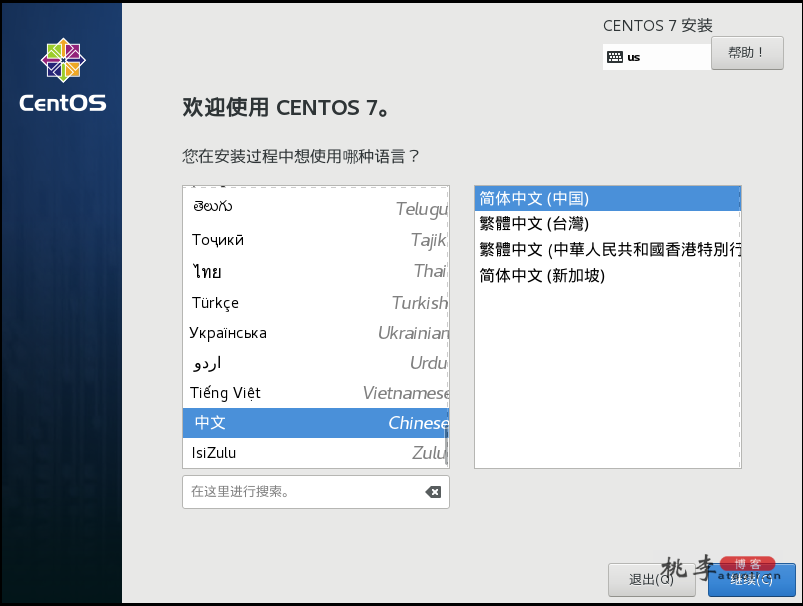 CENTOS 7 安装
us
帮助！
CentOS
欢迎使用 CENTOS 7。
您在安装过程中想使用哪种语言？
తెలుగు Telugu
Тоҷикӣ Tajik
ไทย Thai
Türkçe Turkish
Українська Ukrainian
اردو Urdu
Tiếng Việt Vietnamese
中文 Chinese
IsiZulu Zulu
在这里进行搜索。
简体中文 (中国)
繁體中文 (台灣)
繁體中文 (中華人民共和國香港特別行
简体中文 (新加坡)
桃李 博客
退出(Q)
继续(C)